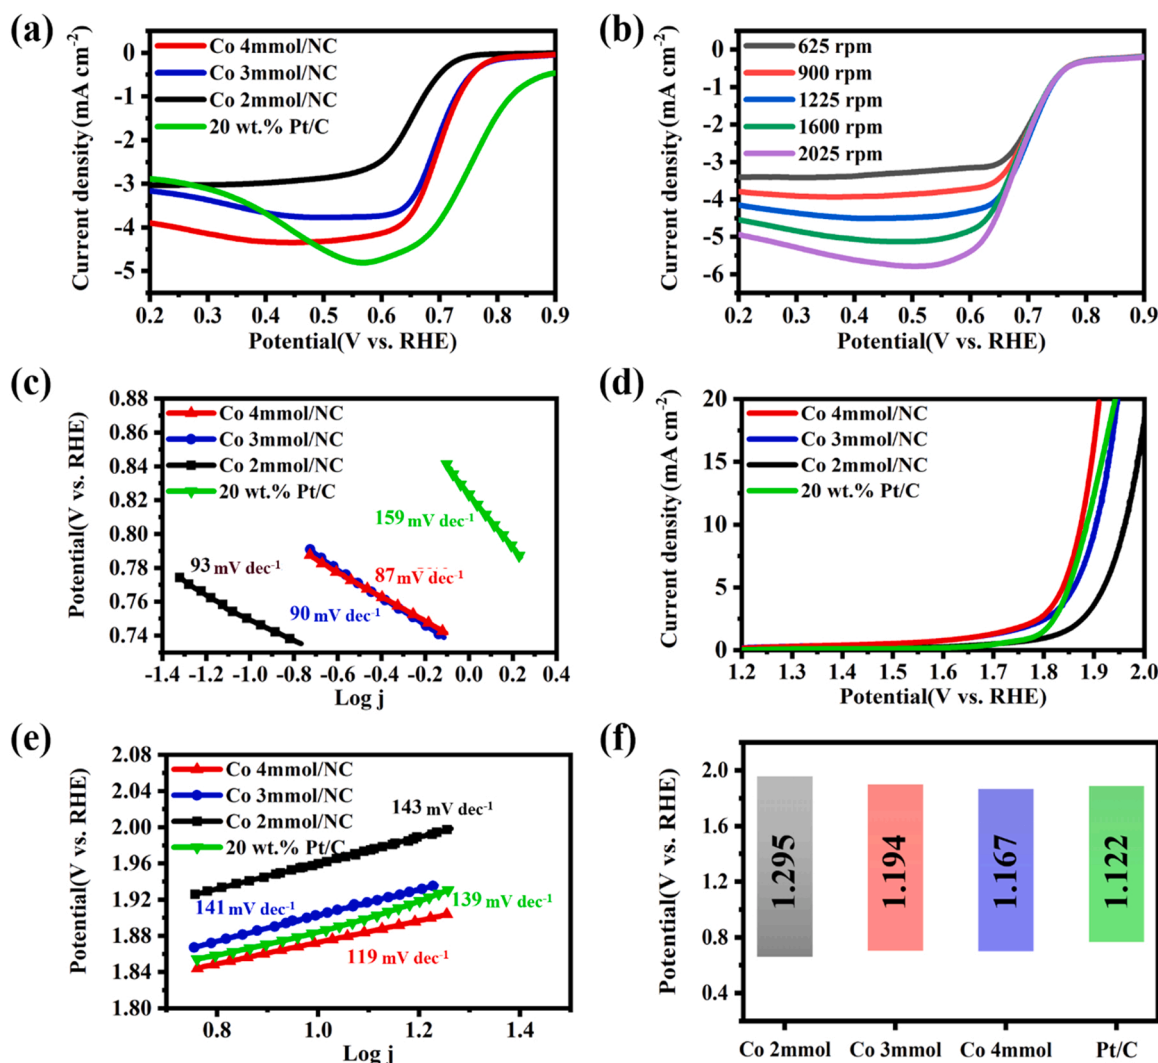 (a)
Co 4mmol/NC
Co 3mmol/NC
Co 2mmol/NC
20 wt.% Pt/C
Current density(mA cm-2)
0
-1
-2
-3
-4
-5
0.2 0.3 0.4 0.5 0.6 0.7 0.8 0.9
Potential(V vs. RHE)
(b)
625 rpm
900 rpm
1225 rpm
1600 rpm
2025 rpm
Current density(mA cm-2)
0
-1
-2
-3
-4
-5
-6
0.2 0.3 0.4 0.5 0.6 0.7 0.8 0.9
Potential(V vs. RHE)
(c)
Co 4mmol/NC
Co 3mmol/NC
Co 2mmol/NC
20 wt.% Pt/C
159 mV dec-1
93
mV dec-1
87 mV dec-1
90 mV dec-1
Potential(V vs. RHE)
0.88
0.86
0.84
0.82
0.80
0.78
0.76
0.74
-1.4 -1.2 -1.0 -0.8 -0.6 -0.4 -0.2 0.0 0.2 0.4
Log j
(d)
Co 4mmol/NC
Co 3mmol/NC
Co 2mmol/NC
20 wt.% Pt/C
Current density(mA cm-2)
20
15
10
5
0
1.2 1.3 1.4 1.5 1.6 1.7 1.8 1.9 2.0
Potential(V vs. RHE)
(e)
Co 4mmol/NC
Co 3mmol/NC
Co 2mmol/NC
20 wt.% Pt/C
143 mV dec-1
141 mV dec-1
139 mV dec-1
119 mV dec-1
Potential(V vs. RHE)
2.08
2.04
2.00
1.96
1.92
1.88
1.84
1.80
0.8 1.0 1.2 1.4
Log j
(f)
Potential(V vs. RHE)
2.0
1.6
1.2
0.8
0.4
1.295
1.194
1.167
1.122
Co 2mmol Co 3mmol Co 4mmol Pt/C